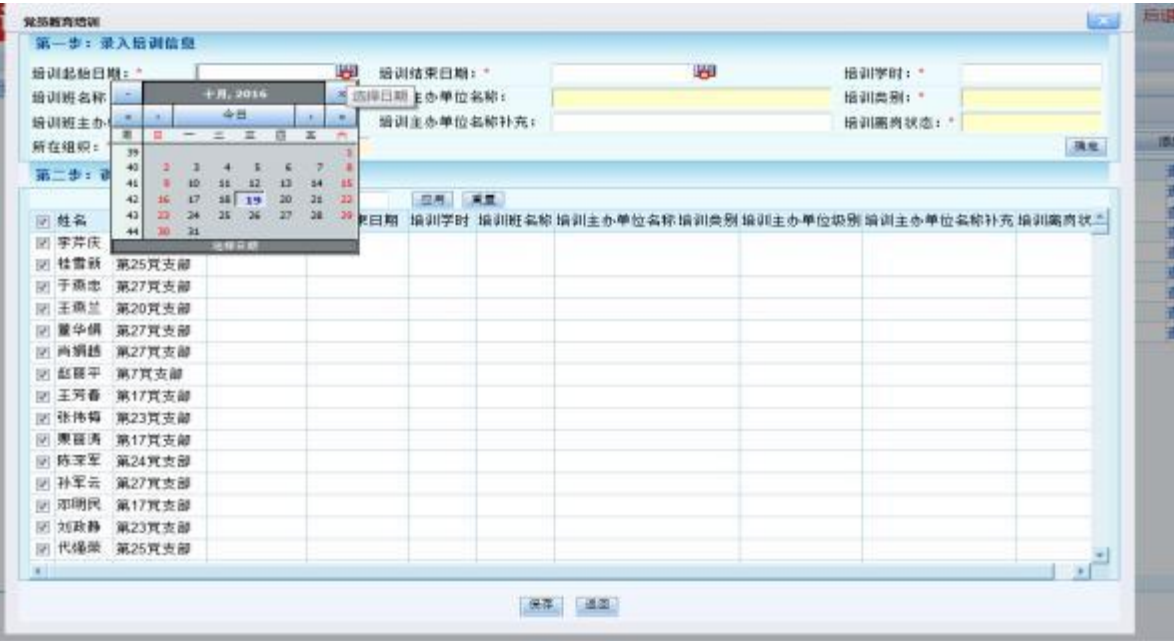 党员教育培训
第一步：录入培训信息
培训起始日期：* 培训结束日期：* 培训学时：*
培训班名称 主办单位名称： 培训类别：*
培训班主办 培训主办单位名称补充： 培训离岗状态：*
所在组织： 确定
- 十月, 2016 × 选择日期
« ‹ 今日 › »
周 日 一 二 三 四 五 六
39 1
40 2 3 4 5 6 7 8
41 9 10 11 12 13 14 15
42 16 17 18 19 20 21 22
43 23 24 25 26 27 28 29
44 30 31
选择日期
第二步：
应用 重置
姓名 束日期 培训学时 培训班名称 培训主办单位名称 培训类别 培训主办单位级别 培训主办单位名称补充 培训离岗状
李芹庆
桂雪新 第25党支部
于燕忠 第27党支部
王燕兰 第20党支部
董华娟 第27党支部
肖娟越 第27党支部
赵丽平 第7党支部
王芳春 第17党支部
张伟梅 第23党支部
第17党支部
陈深军 第24党支部
孙军云 第27党支部
邓明民 第17党支部
刘政静 第23党支部
代强荣 第25党支部
保存 返回